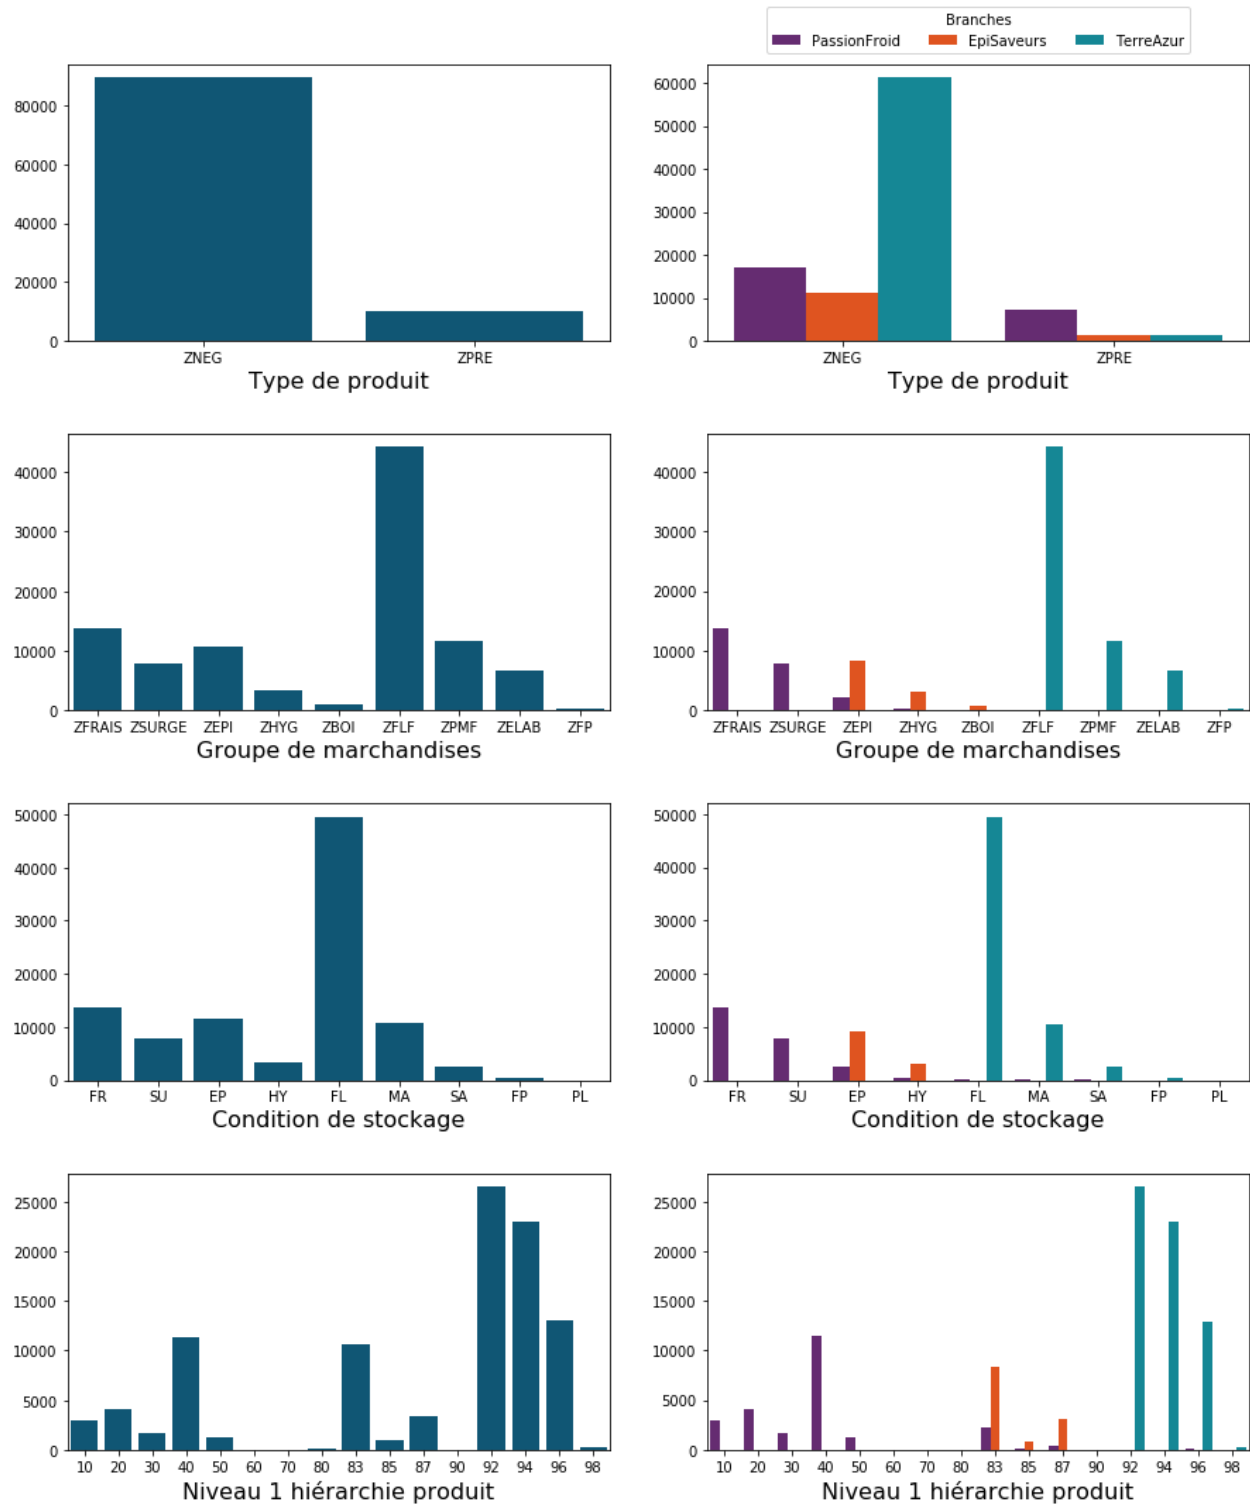 Branches
PassionFroid EpiSaveurs TerreAzur
80000
60000
40000
20000
0
ZNEG ZPRE
Type de produit
60000
50000
40000
30000
20000
10000
0
ZNEG ZPRE
Type de produit
40000
30000
20000
10000
0
ZFRAIS ZSURGE ZEPI ZHYG ZBOI ZFLF ZPMF ZELAB ZFP
Groupe de marchandises
40000
30000
20000
10000
0
ZFRAIS ZSURGE ZEPI ZHYG ZBOI ZFLF ZPMF ZELAB ZFP
Groupe de marchandises
50000
40000
30000
20000
10000
0
FR SU EP HY FL MA SA FP PL
Condition de stockage
50000
40000
30000
20000
10000
0
FR SU EP HY FL MA SA FP PL
Condition de stockage
25000
20000
15000
10000
5000
0
10 20 30 40 50 60 70 80 83 85 87 90 92 94 96 98
Niveau 1 hiérarchie produit
25000
20000
15000
10000
5000
0
10 20 30 40 50 60 70 80 83 85 87 90 92 94 96 98
Niveau 1 hiérarchie produit